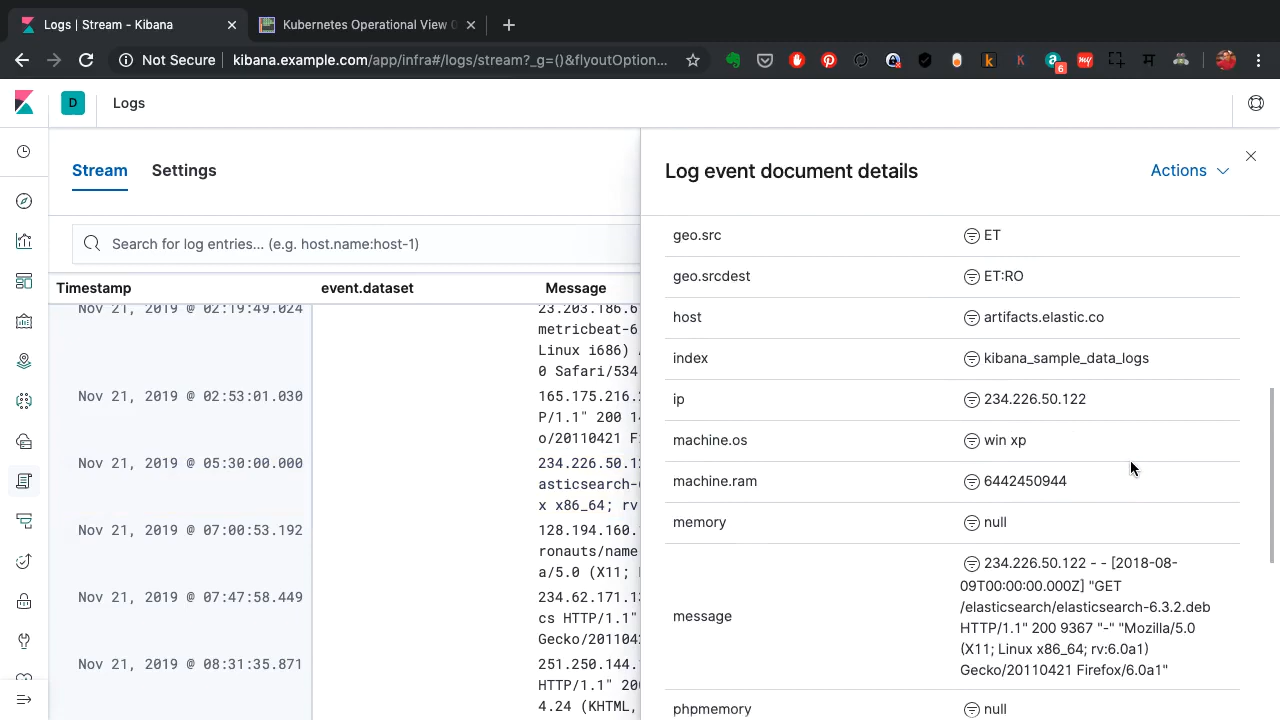 Logs | Stream - Kibana
Kubernetes Operational View
Not Secure
kibana.example.com/app/infra#/logs/stream?_g=()&flyoutOption...
6
D
Logs
Stream
Settings
Search for log entries... (e.g. host.name:host-1)
Timestamp
event.dataset
Message
Nov 21, 2019 @ 02:19:49.024
23.203.186.6
metricbeat-6
Linux i686)
0 Safari/534
Nov 21, 2019 @ 02:53:01.030
165.175.216.
P/1.1" 200 1
o/20110421 F
Nov 21, 2019 @ 05:30:00.000
234.226.50.1
asticsearch-
x x86_64; rv
Nov 21, 2019 @ 07:00:53.192
128.194.160.
ronauts/name
a/5.0 (X11;
Nov 21, 2019 @ 07:47:58.449
234.62.171.1
cs HTTP/1.1"
Gecko/201104
Nov 21, 2019 @ 08:31:35.871
251.250.144.
HTTP/1.1" 20
4.24 (KHTML,
Log event document details
Actions
geo.src ET
geo.srcdest ET:RO
host artifacts.elastic.co
index kibana_sample_data_logs
ip 234.226.50.122
machine.os win xp
machine.ram 6442450944
memory null
message
234.226.50.122 - - [2018-08-
09T00:00:00.000Z] "GET
/elasticsearch/elasticsearch-6.3.2.deb
HTTP/1.1" 200 9367 "-" "Mozilla/5.0
(X11; Linux x86_64; rv:6.0a1)
Gecko/20110421 Firefox/6.0a1"
phpmemory null